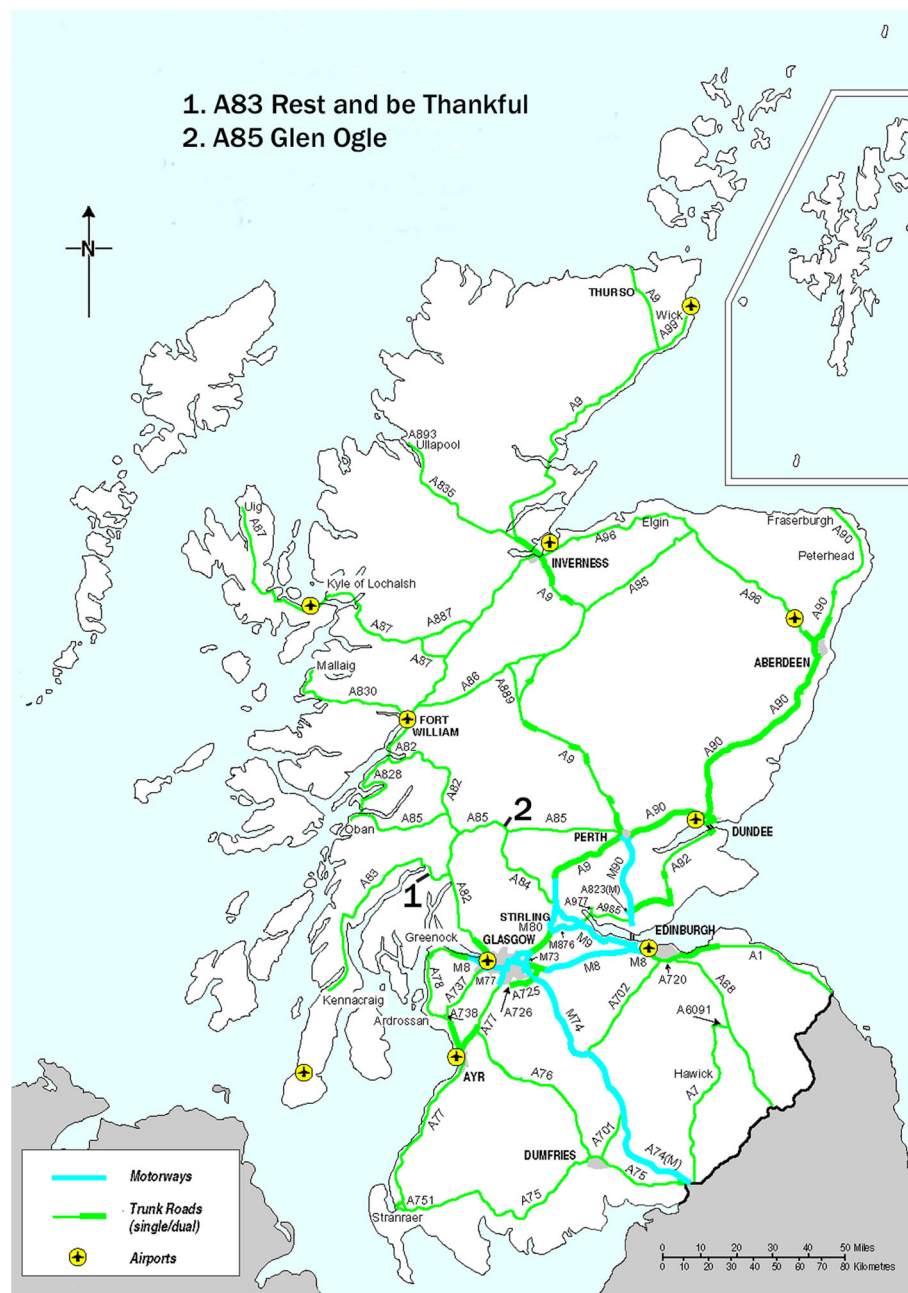 1. A83 Rest and be Thankful
2. A85 Glen Ogle
N
THURSO
A9
Wick
A99
A9
A893
Ullapool
A835
Uig
A87
Elgin
Fraserburgh
A90
A96
Peterhead
INVERNESS
A9
A95
A96
A90
Kyle of Lochalsh
A887
A87
A87
ABERDEEN
Mallaig
A830
A86
A889
A90
FORT
WILLIAM
A82
A90
A9
A828
A82
2
A85
A85
A85
Oban
A90
PERTH
DUNDEE
A9
M90
A92
A83
1
A82
A84
A823(M)
A977
A985
STIRLING
M80
EDINBURGH
Greenock
GLASGOW
M876
M9
M73
M8
M8
M8
A1
A78
A737
M77
A725
A720
A68
A702
Kennacraig
A738
A77
A726
A6091
Ardrossan
M74
AYR
A76
Hawick
A7
A77
A701
A74(M)
DUMFRIES
A75
A75
A751
Stranraer
Motorways
Trunk Roads
(single/dual)
Airports
0 10 20 30 40 50 Miles
0 10 20 30 40 50 60 70 80 Kilometres